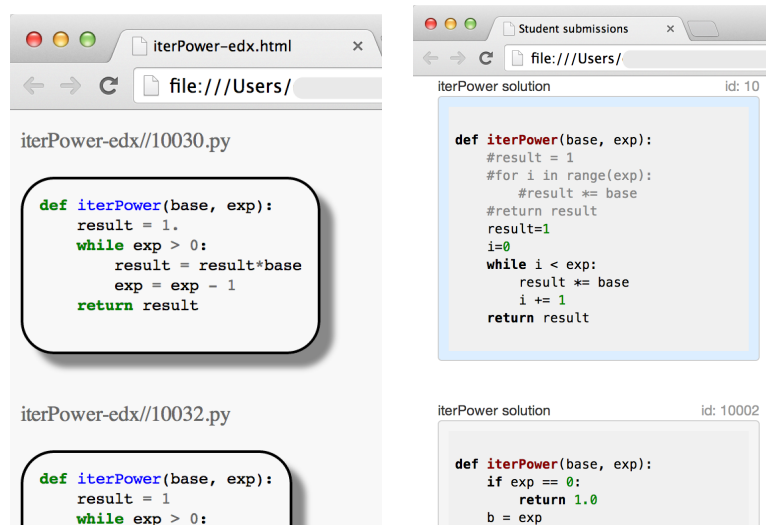 iterPower-edx.html
file:///Users/
iterPower-edx//10030.py
def iterPower(base, exp):
    result = 1.
    while exp > 0:
        result = result*base
        exp = exp - 1
    return result
iterPower-edx//10032.py
def iterPower(base, exp):
    result = 1
    while exp > 0:
Student submissions
file:///Users/
iterPower solution id: 10
def iterPower(base, exp):
    #result = 1
    #for i in range(exp):
        #result *= base
    #return result
    result=1
    i=0
    while i < exp:
        result *= base
        i += 1
    return result
iterPower solution id: 10002
def iterPower(base, exp):
    if exp == 0:
        return 1.0
    b = exp